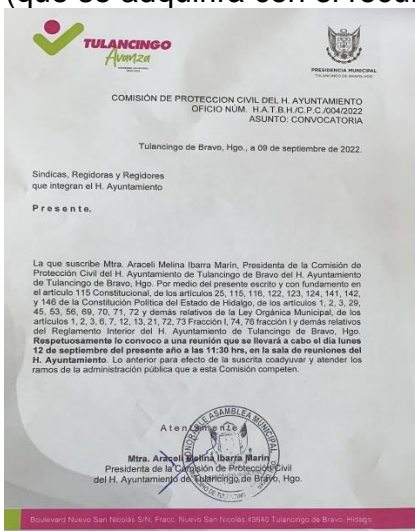 (que se adquirirá con el recur
TULANCINGO
Avanza
PRESIDENCIA MUNICIPAL
TULANCINGO DE BRAVO, HGO.
COMISIÓN DE PROTECCION CIVIL DEL H. AYUNTAMIENTO
OFICIO NÚM. H.A.T.B.H./C.P.C./004/2022
ASUNTO: CONVOCATORIA
Tulancingo de Bravo, Hgo., a 09 de septiembre de 2022.
Sindicas, Regidoras y Regidores
que integran el H. Ayuntamiento
P r e s e n t e.
La que suscribe Mtra. Araceli Melina Ibarra Marín, Presidenta de la Comisión de
Protección Civil del H. Ayuntamiento de Tulancingo de Bravo del H. Ayuntamiento
de Tulancingo de Bravo, Hgo. Por medio del presente escrito y con fundamento en
el artículo 115 Constitucional, de los artículos 25, 115, 116, 122, 123, 124, 141, 142,
y 146 de la Constitución Política del Estado de Hidalgo, de los artículos 1, 2, 3, 29,
45, 53, 56, 69, 70, 71, 72 y demás relativos de la Ley Orgánica Municipal, de los
artículos 1, 2, 3, 6, 7, 12, 13, 21, 72, 73 Fracción I, 74, 76 fracción I y demás relativos
del Reglamento Interior del H. Ayuntamiento de Tulancingo de Bravo, Hgo.
Respetuosamente lo convoco a una reunión que se llevará a cabo el día lunes
12 de septiembre del presente año a las 11:30 hrs, en la sala de reuniones del
H. Ayuntamiento. Lo anterior para efecto de la suscrita coadyuvar y atender los
ramos de la administración pública que a esta Comisión competen.
A t e n t a m e n t e
HONORABLE ASAMBLEA MUNICIPAL
Mtra. Araceli Melina Ibarra Marín
Presidenta de la Comisión de Protección Civil
del H. Ayuntamiento de Tulancingo de Bravo, Hgo.
Boulevard Nuevo San Nicolás S/N, Fracc. Nuevo San Nicolás 43640 Tulancingo de Bravo, Hidalgo